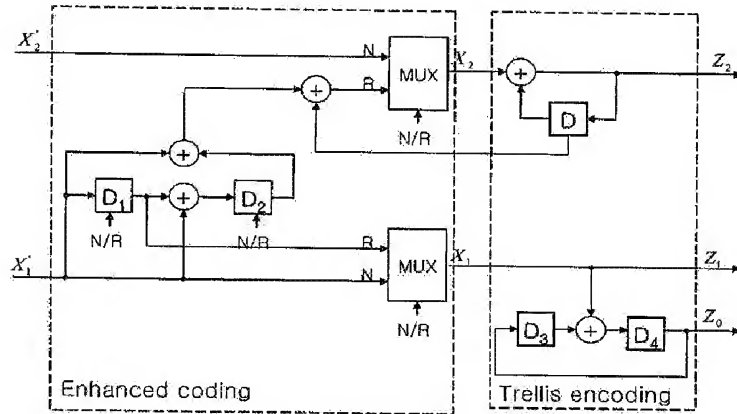 X'2 N MUX X2 + Z2
+ R
N/R D
+
D1 + D2
N/R N/R R MUX X1 Z1
X'1 N
N/R D3 + D4 Z0
Enhanced coding Trellis encoding